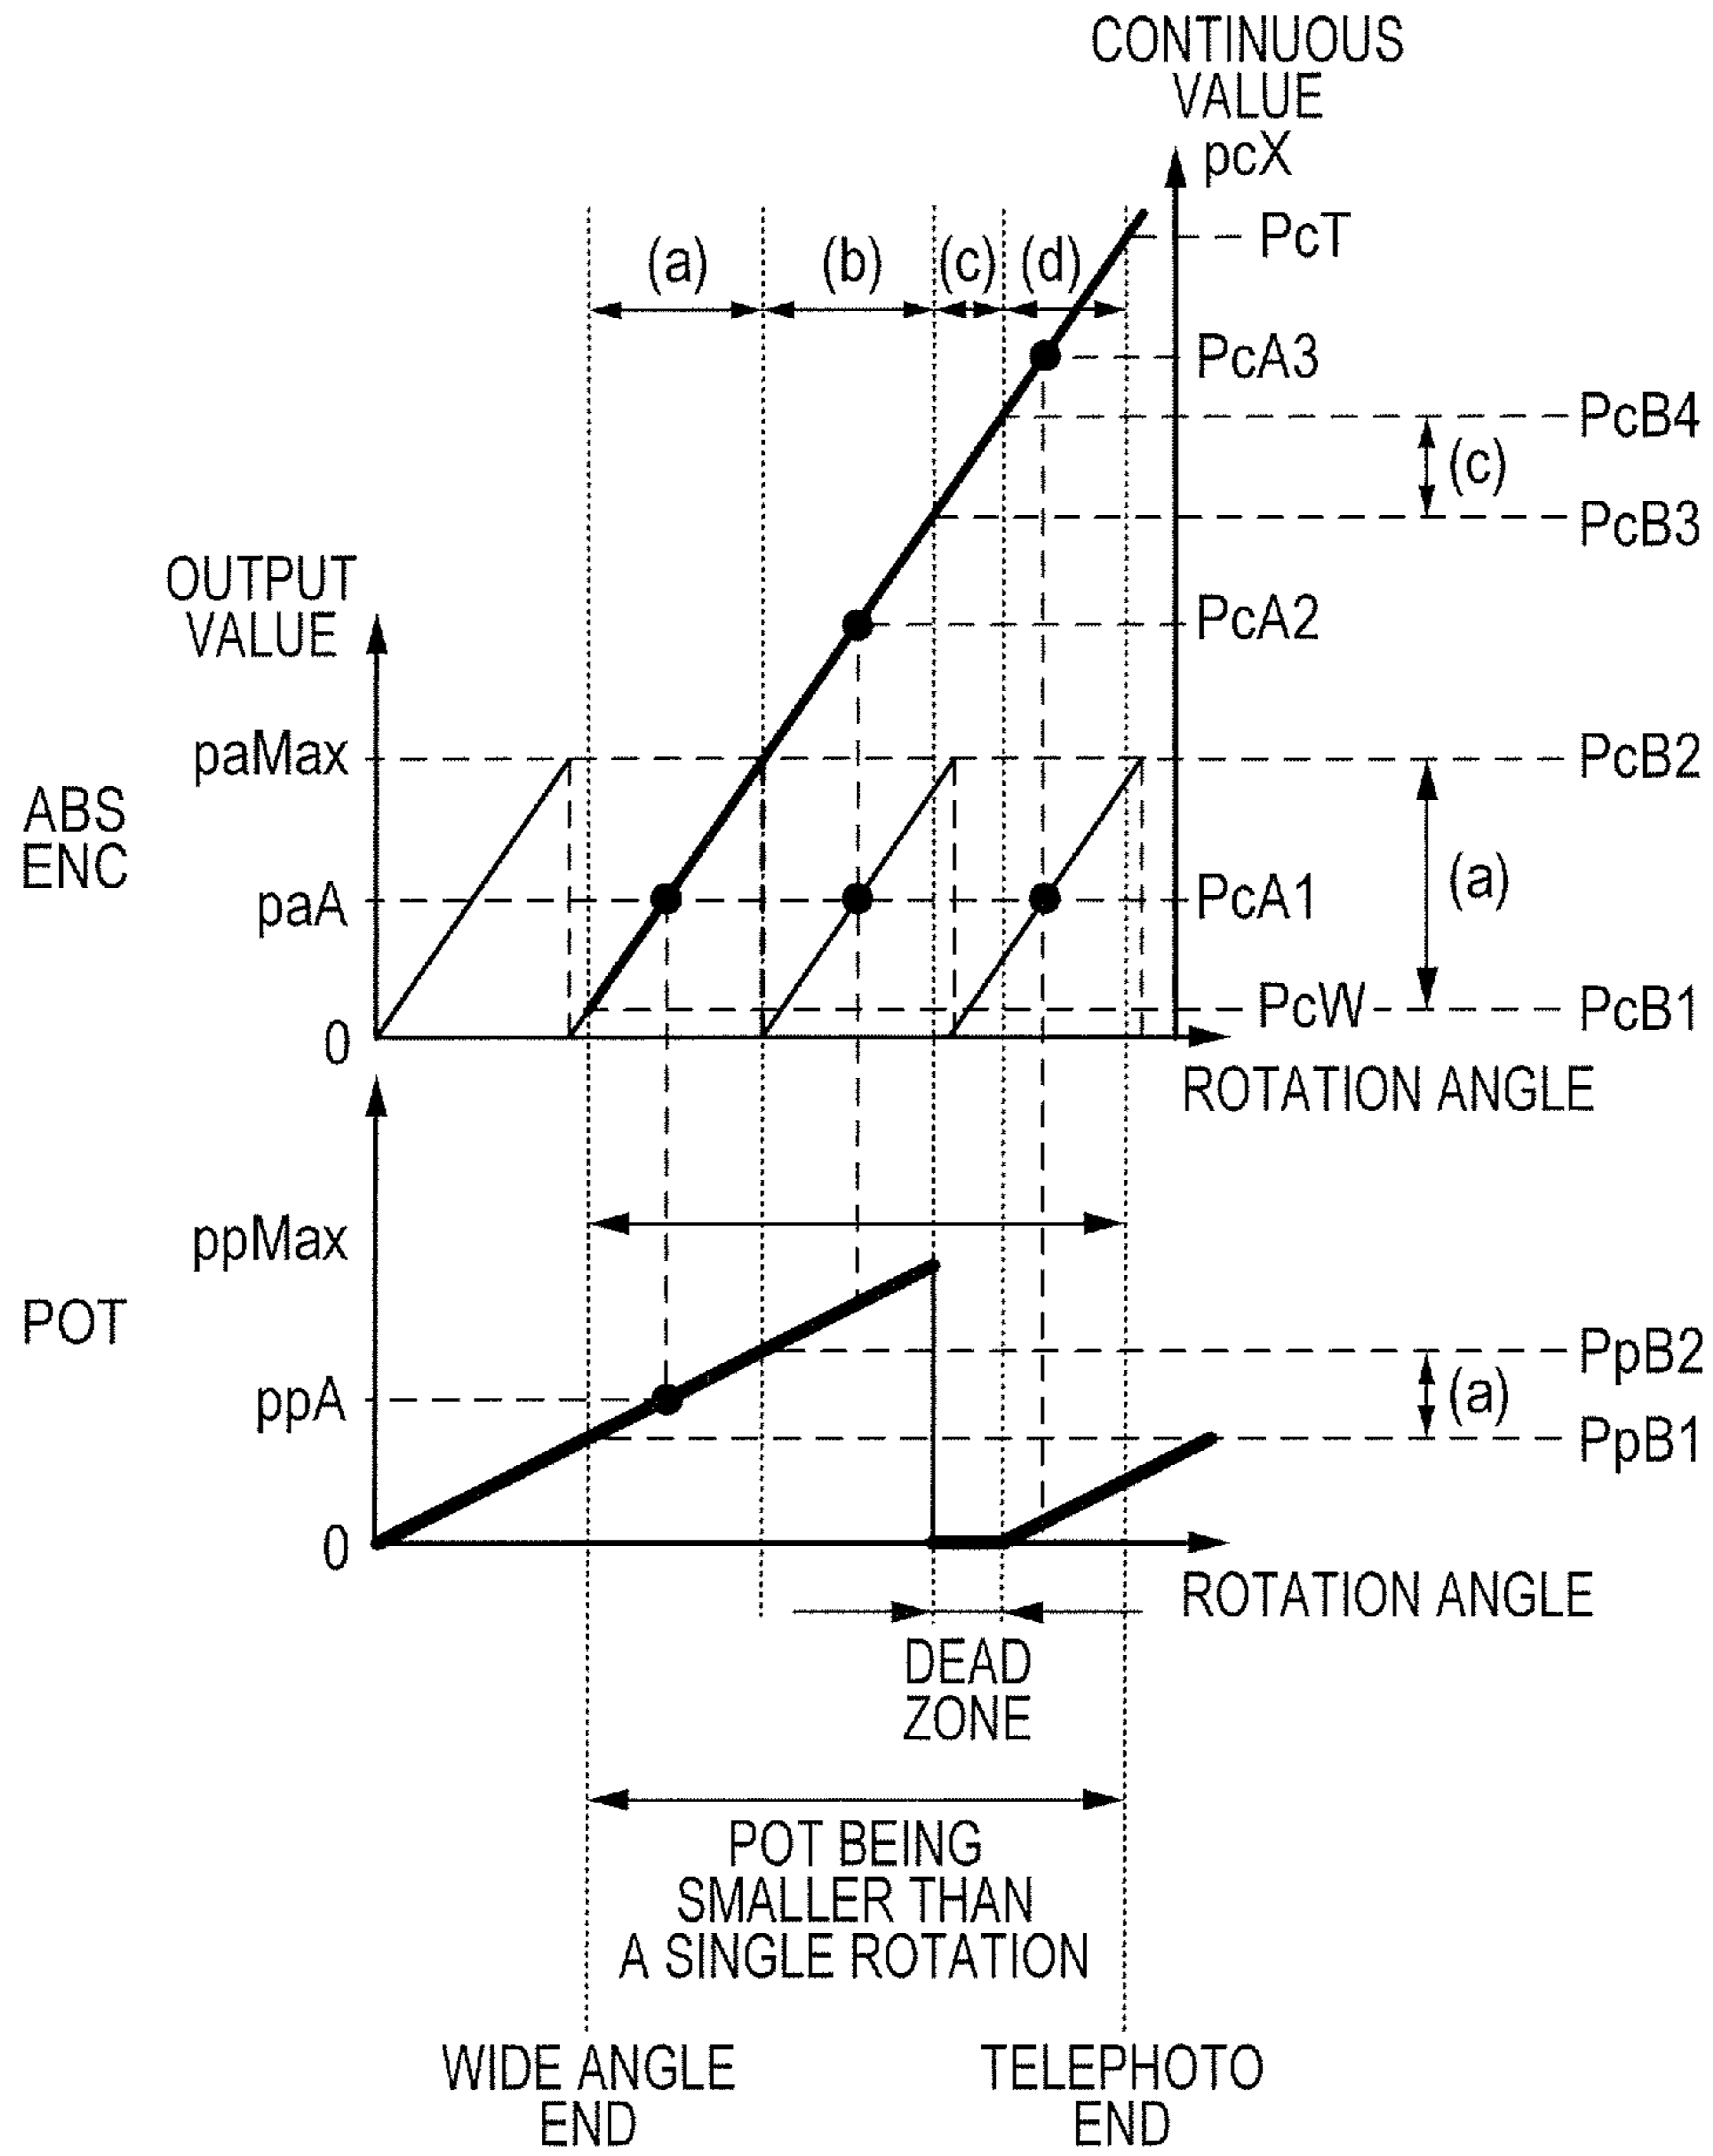 CONTINUOUS
VALUE
pcX
PcT
(a)
(b)
(c)
(d)
PcA3
PcB4
(c)
PcB3
OUTPUT
VALUE
PcA2
paMax
PcB2
ABS
ENC
paA
PcA1
(a)
PcW
PcB1
0
ROTATION ANGLE
ppMax
POT
PpB2
ppA
(a)
PpB1
0
ROTATION ANGLE
DEAD
ZONE
POT BEING
SMALLER THAN
A SINGLE ROTATION
WIDE ANGLE
END
TELEPHOTO
END